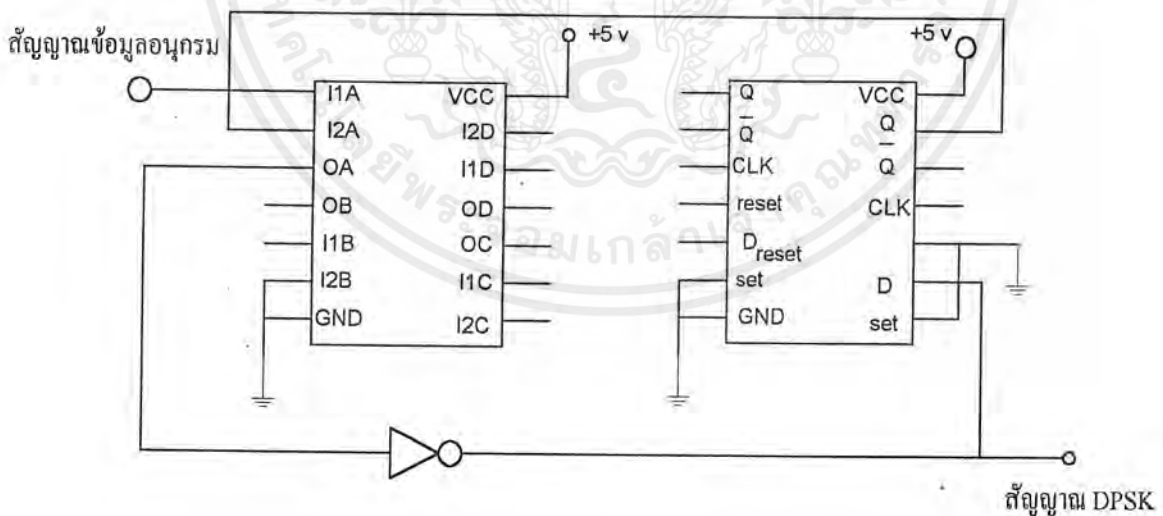 สัญญาณข้อมูลอนุกรม
+5 v
+5 v
I1A
I2A
OA
OB
I1B
I2B
GND
VCC
I2D
I1D
OD
OC
I1C
I2C
Q
Q̅
CLK
reset
D
set
GND
VCC
Q
Q̅
CLK
reset
D
set
สัญญาณ DPSK